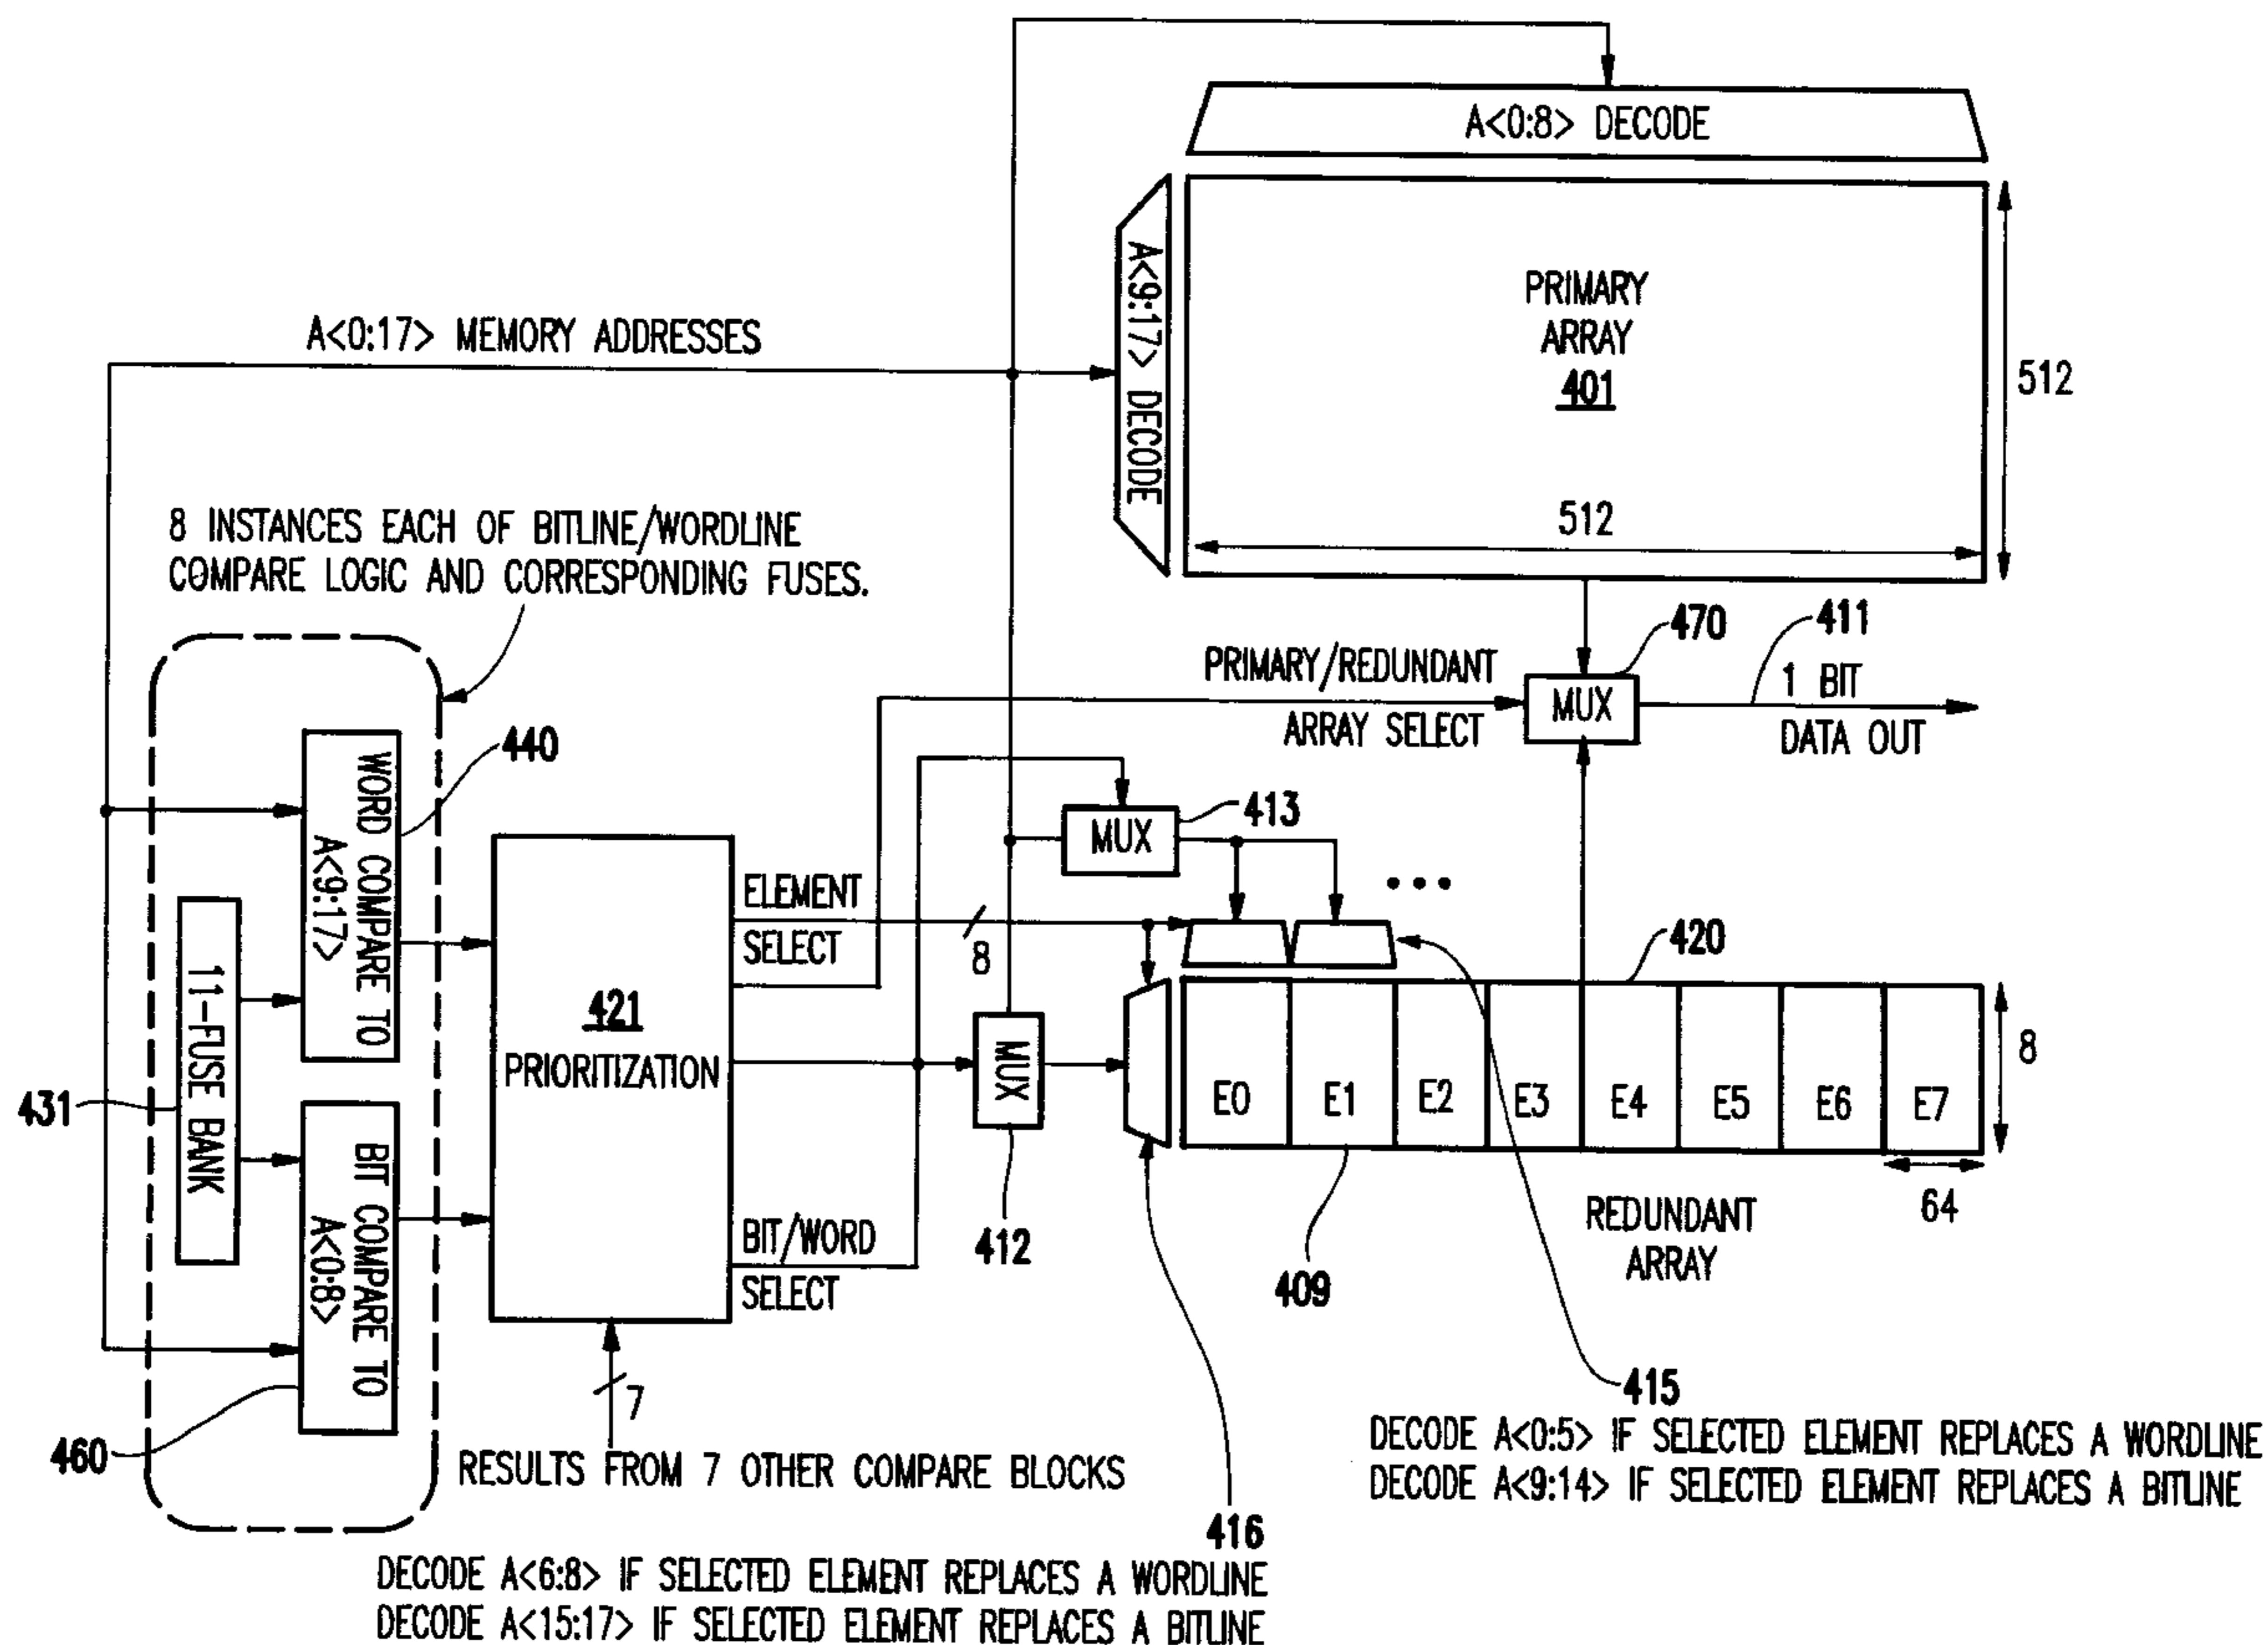 A<0:8> DECODE
A<9:17> DECODE
PRIMARY
ARRAY
401
512
512
A<0:17> MEMORY ADDRESSES
8 INSTANCES EACH OF BITLINE/WORDLINE
COMPARE LOGIC AND CORRESPONDING FUSES.
470
411
PRIMARY/REDUNDANT
ARRAY SELECT
MUX
1 BIT
DATA OUT
440
WORD COMPARE TO
A<9:17>
11-FUSE BANK
431
BIT COMPARE TO
A<0:8>
460
421
PRIORITIZATION
ELEMENT
SELECT
8
BIT/WORD
SELECT
7
RESULTS FROM 7 OTHER COMPARE BLOCKS
MUX
413
...
MUX
412
420
E0
E1
E2
E3
E4
E5
E6
E7
8
64
409
REDUNDANT
ARRAY
415
DECODE A<0:5> IF SELECTED ELEMENT REPLACES A WORDLINE
DECODE A<9:14> IF SELECTED ELEMENT REPLACES A BITLINE
416
DECODE A<6:8> IF SELECTED ELEMENT REPLACES A WORDLINE
DECODE A<15:17> IF SELECTED ELEMENT REPLACES A BITLINE